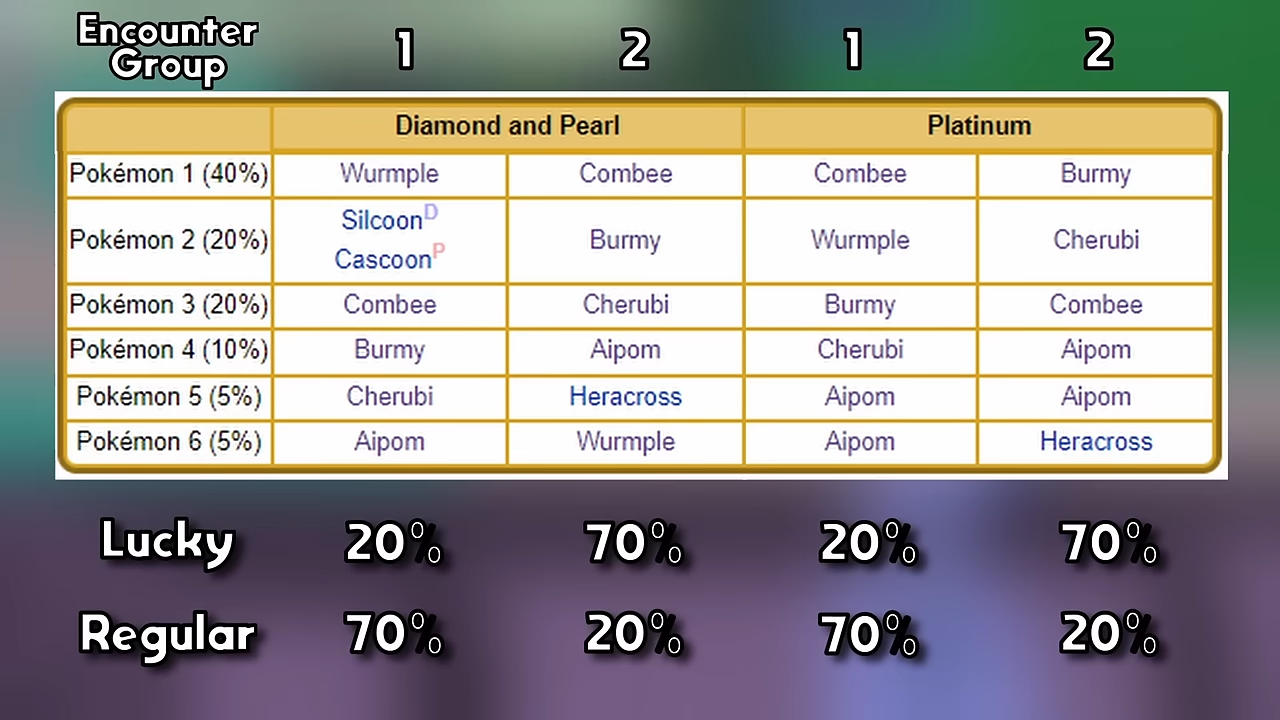 Encounter
Group 1 2 1 2
Diamond and Pearl Platinum
Pokémon 1 (40%) Wurmple Combee Combee Burmy
Silcoon D
Pokémon 2 (20%) Burmy Wurmple Cherubi
Cascoon P
Pokémon 3 (20%) Combee Cherubi Burmy Combee
Pokémon 4 (10%) Burmy Aipom Cherubi Aipom
Pokémon 5 (5%) Cherubi Heracross Aipom Aipom
Pokémon 6 (5%) Aipom Wurmple Aipom Heracross
Lucky 20% 70% 20% 70%
Regular 70% 20% 70% 20%